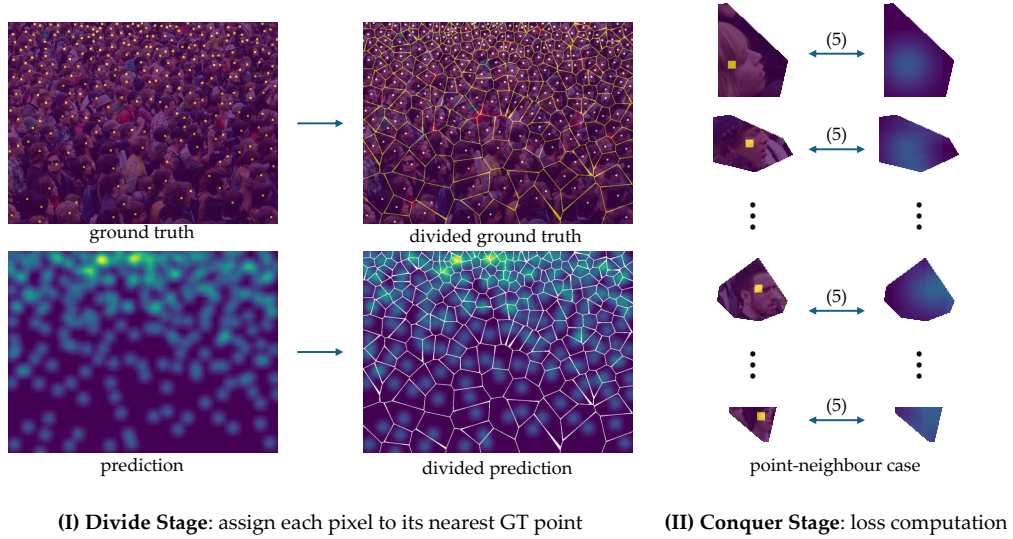 ground truth
divided ground truth
prediction
divided prediction
(I) Divide Stage: assign each pixel to its nearest GT point
(5)
(5)
(5)
(5)
point-neighbour case
(II) Conquer Stage: loss computation